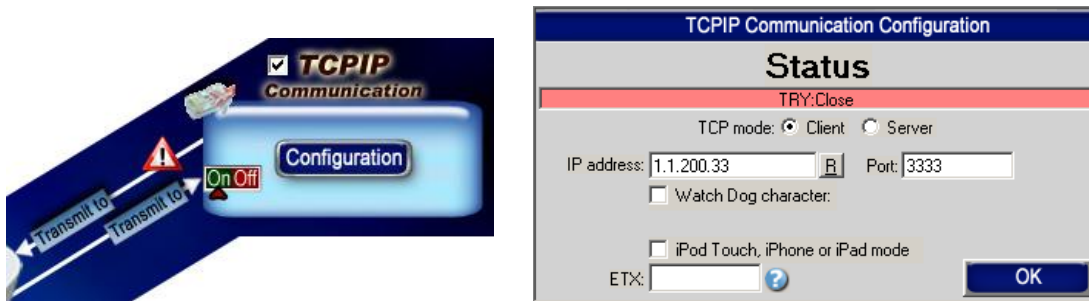 TCPIP
Communication
Configuration
On Off
Transmit to
Transmit to
TCPIP Communication Configuration
Status
TRY:Close
TCP mode: Client Server
IP address: 1.1.200.33 R Port: 3333
Watch Dog character:
iPod Touch, iPhone or iPad mode
ETX: ?
OK